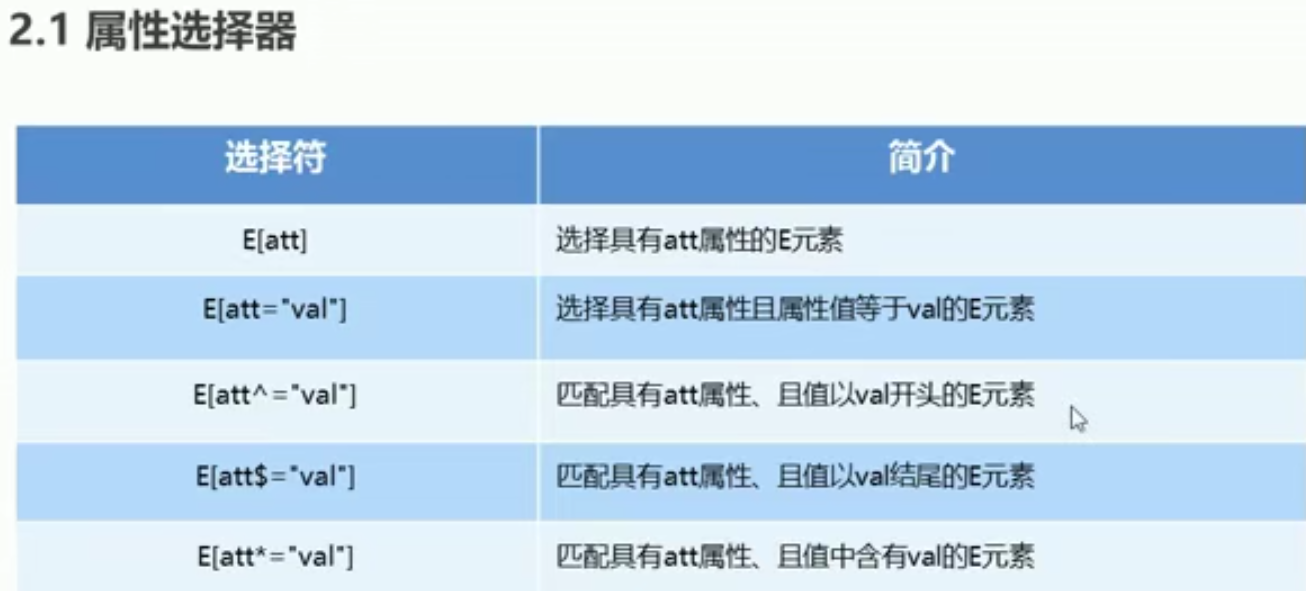 2.1 属性选择器
选择符 简介
E[att] 选择具有att属性的E元素
E[att="val"] 选择具有att属性且属性值等于val的E元素
E[att^="val"] 匹配具有att属性、且值以val开头的E元素
E[att$="val"] 匹配具有att属性、且值以val结尾的E元素
E[att*="val"] 匹配具有att属性、且值中含有val的E元素